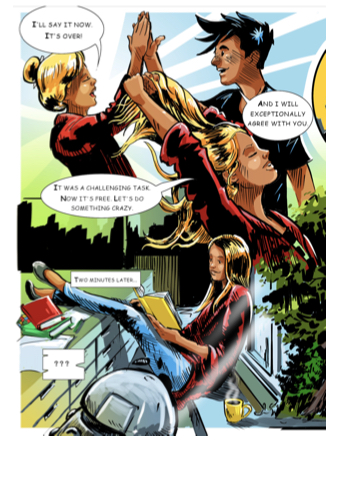 I'LL SAY IT NOW.
IT'S OVER!
AND I WILL
EXCEPTIONALLY
AGREE WITH YOU
IT WAS A CHALLENGING TASK.
NOW IT'S FREE. LET'S DO
SOMETHING CRAZY.
TWO MINUTES LATER...
???